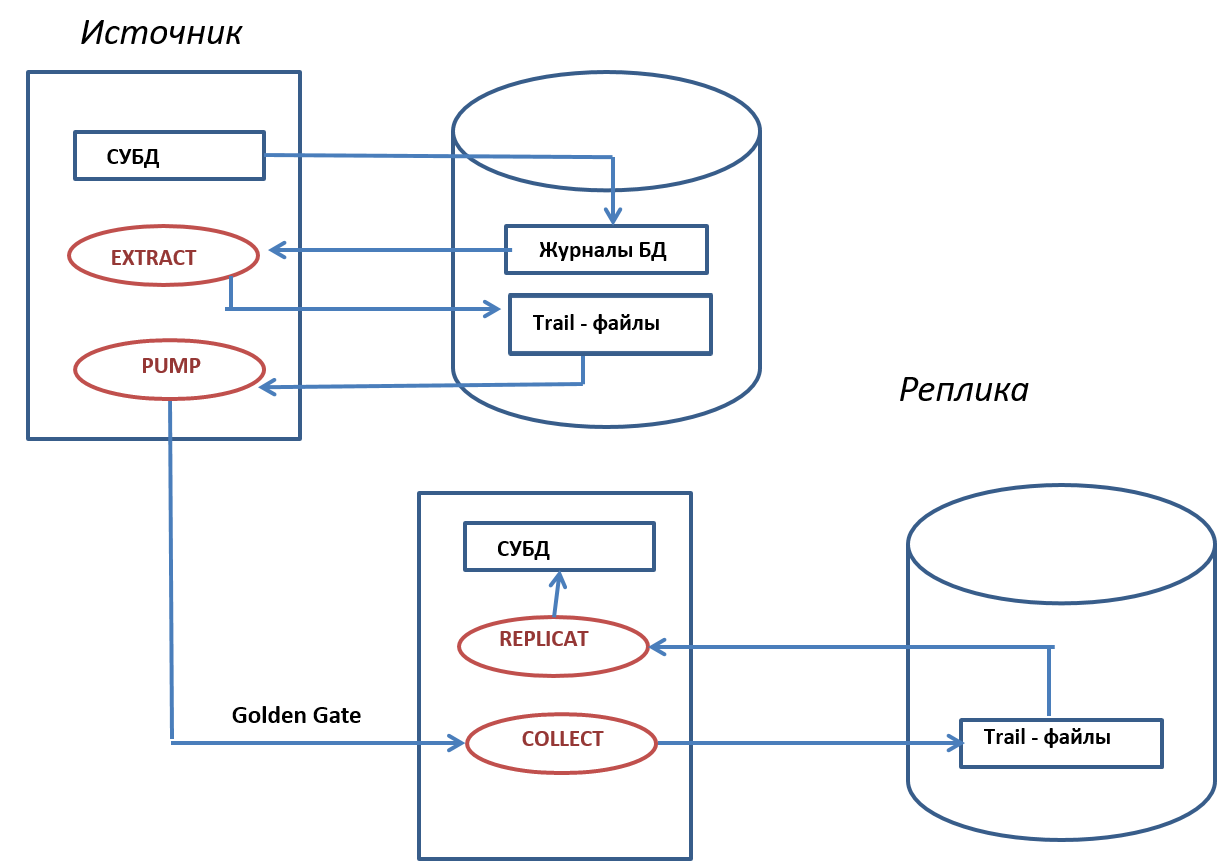 Источник
СУБД
Журналы БД
EXTRACT
Trail - файлы
PUMP
Реплика
СУБД
REPLICAT
Golden Gate
COLLECT
Trail - файлы